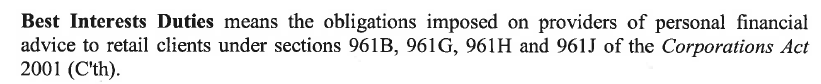 Best Interests Duties means the obligations imposed on providers of personal financial
advice to retail clients under sections 961B, 961G, 961H and 961J of the Corporations Act
2001 (C'th).